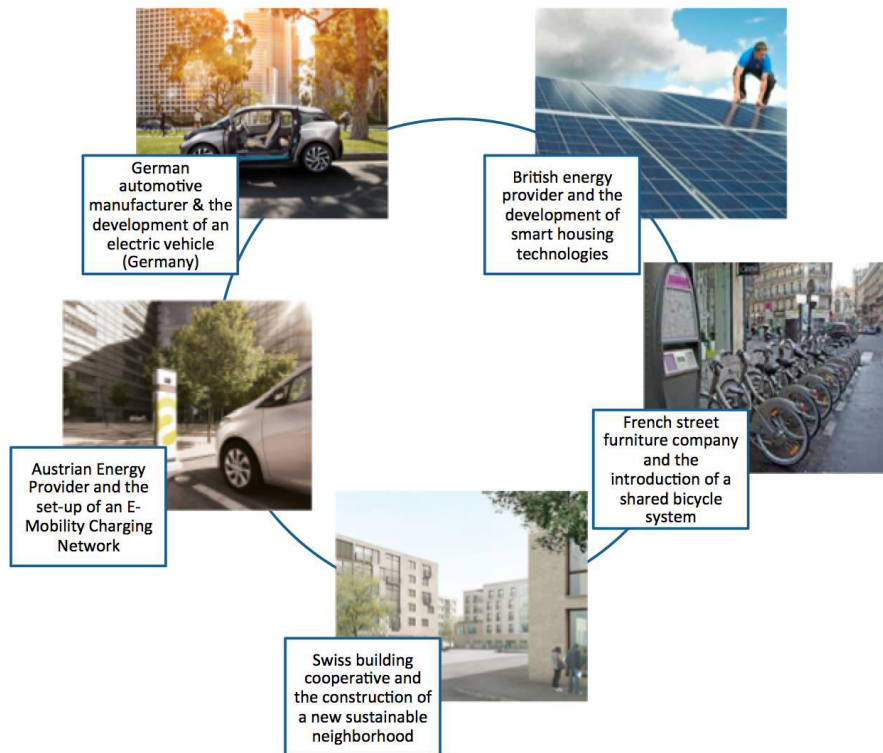 German
automotive
manufacturer & the
development of an
electric vehicle
(Germany)
British energy
provider and the
development of
smart housing
technologies
French street
furniture company
and the
introduction of a
shared bicycle
system
Austrian Energy
Provider and the
set-up of an E-
Mobility Charging
Network
Swiss building
cooperative and
the construction of
a new sustainable
neighborhood